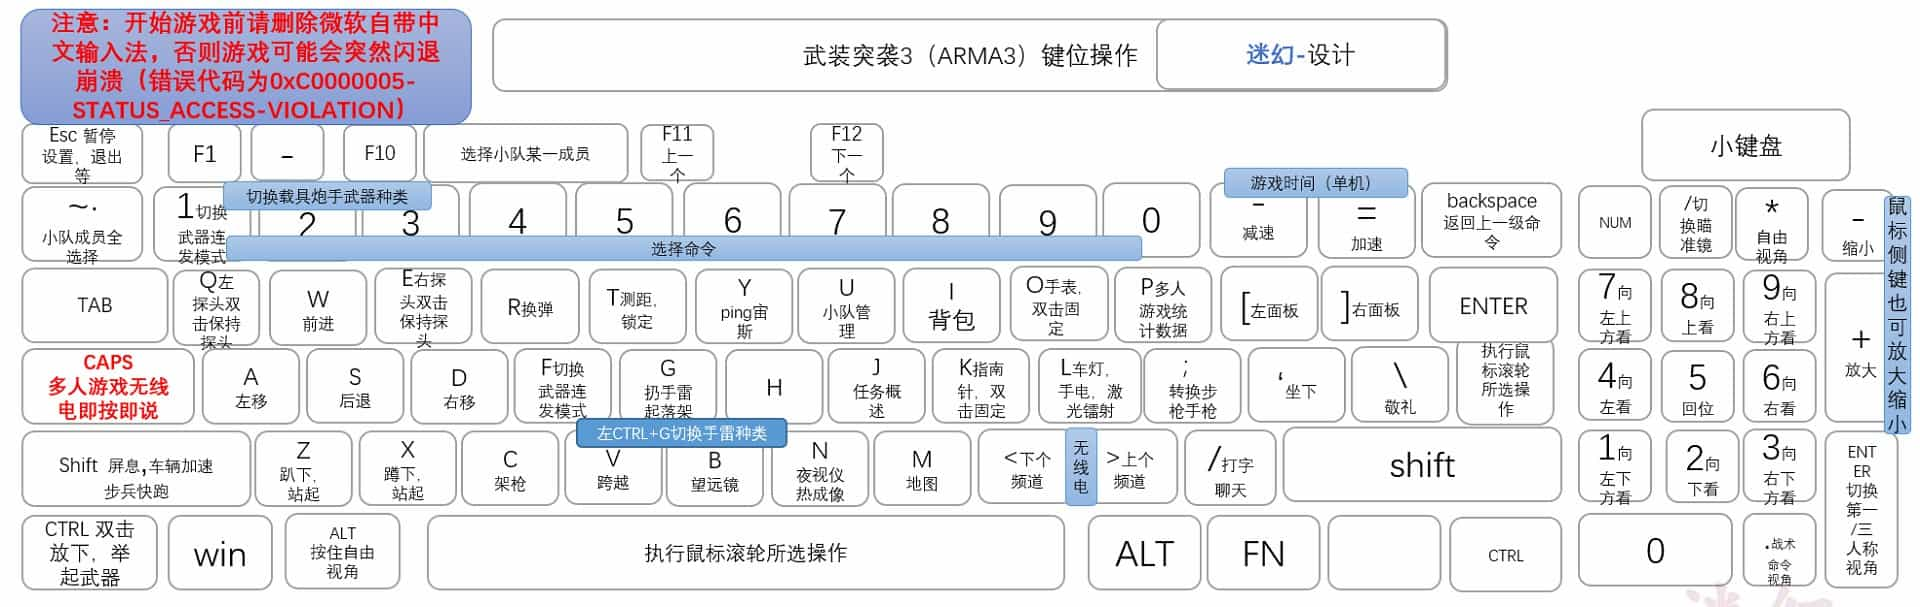 注意：开始游戏前请删除微软自带中
文输入法，否则游戏可能会突然闪退
崩溃（错误代码为0xC0000005-
STATUS_ACCESS-VIOLATION）
武装突袭3（ARMA3）键位操作
迷幻-设计
Esc 暂停
设置，退出
等
F1
-
F10
选择小队某一成员
F11
上一
个
F12
下一
个
小键盘
~·
小队成员全
选择
1切换
武器连
发模式
切换载具炮手武器种类
2
3
4
5
6
7
8
9
0
选择命令
游戏时间（单机）
-
减速
=
加速
backspace
返回上一级命
令
NUM
/切
换瞄
准镜
*
自由
视角
-
缩小
鼠标侧键也可放大缩小
TAB
Q左
探头双
击保持
探头
W
前进
E右探
头双击
保持探
头
R换弹
T测距，
锁定
Y
ping宙
斯
U
小队管
理
I
背包
O手表，
双击固
定
P多人
游戏统
计数据
[左面板
]右面板
ENTER
执行鼠
标滚轮
所选操
作
7向
左上
方看
8向
上看
9向
右上
方看
+
放大
CAPS
多人游戏无线
电即按即说
A
左移
S
后退
D
右移
F切换
武器连
发模式
G
扔手雷
起落架
H
J
任务概
述
K指南
针，双
击固定
L车灯，
手电，激
光镭射
;
转换步
枪手枪
‘坐下
\
敬礼
4向
左看
5
回位
6向
右看
左CTRL+G切换手雷种类
Shift 屏息,车辆加速
步兵快跑
Z
趴下，
站起
X
蹲下，
站起
C
架枪
V
跨越
B
望远镜
N
夜视仪
热成像
M
地图
<下个
频道
无线电
>上个
频道
/打字
聊天
shift
1向
左下
方看
2向
下看
3向
右下
方看
ENT
ER
切换
第一
/三
人称
视角
CTRL 双击
放下，举
起武器
win
ALT
按住自由
视角
执行鼠标滚轮所选操作
ALT
FN
CTRL
0
.战术
命令
视角